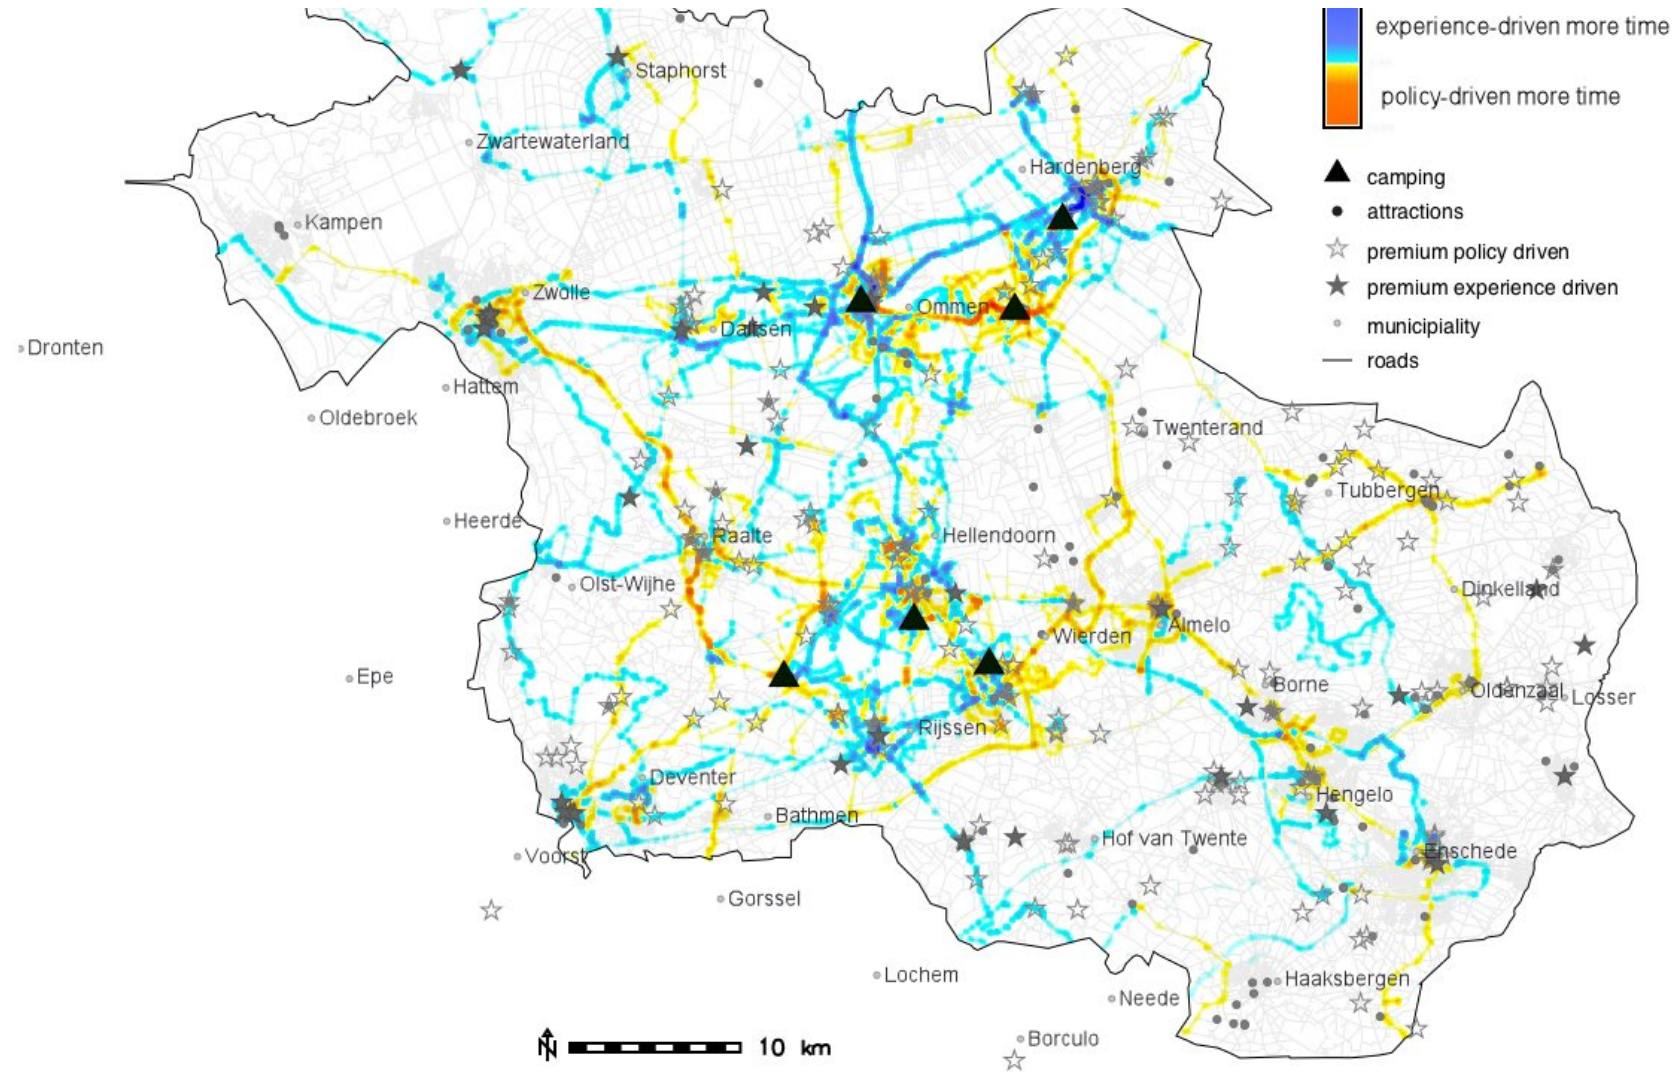 experience-driven more time
policy-driven more time
camping
attractions
premium policy driven
premium experience driven
municipiality
roads
Staphorst
Zwartewaterland
Hardenberg
Kampen
Zwolle
Ommen
Dalfsen
Dronten
Hattem
Oldebroek
Twenterand
Tubbergen
Heerde
Raalte
Hellendoorn
Olst-Wijhe
Dinkelland
Almelo
Wierden
Epe
Borne
Oldenzaal
Losser
Rijssen
Deventer
Hengelo
Bathmen
Hof van Twente
Enschede
Voorst
Gorssel
Lochem
Haaksbergen
Neede
Borculo
N
10 km